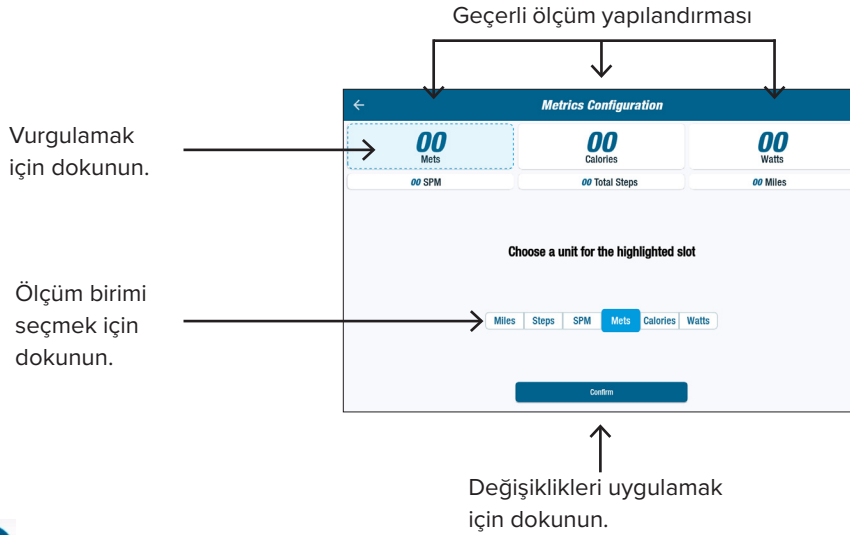 Geçerli ölçüm yapılandırması
Metrics Configuration
Vurgulamak
için dokunun.
00 00 00
Mets Calories Watts
00 SPM 00 Total Steps 00 Miles
Choose a unit for the highlighted slot
Ölçüm birimi
seçmek için
dokunun.
Miles Steps SPM Mets Calories Watts
Confirm
Değişiklikleri uygulamak
için dokunun.